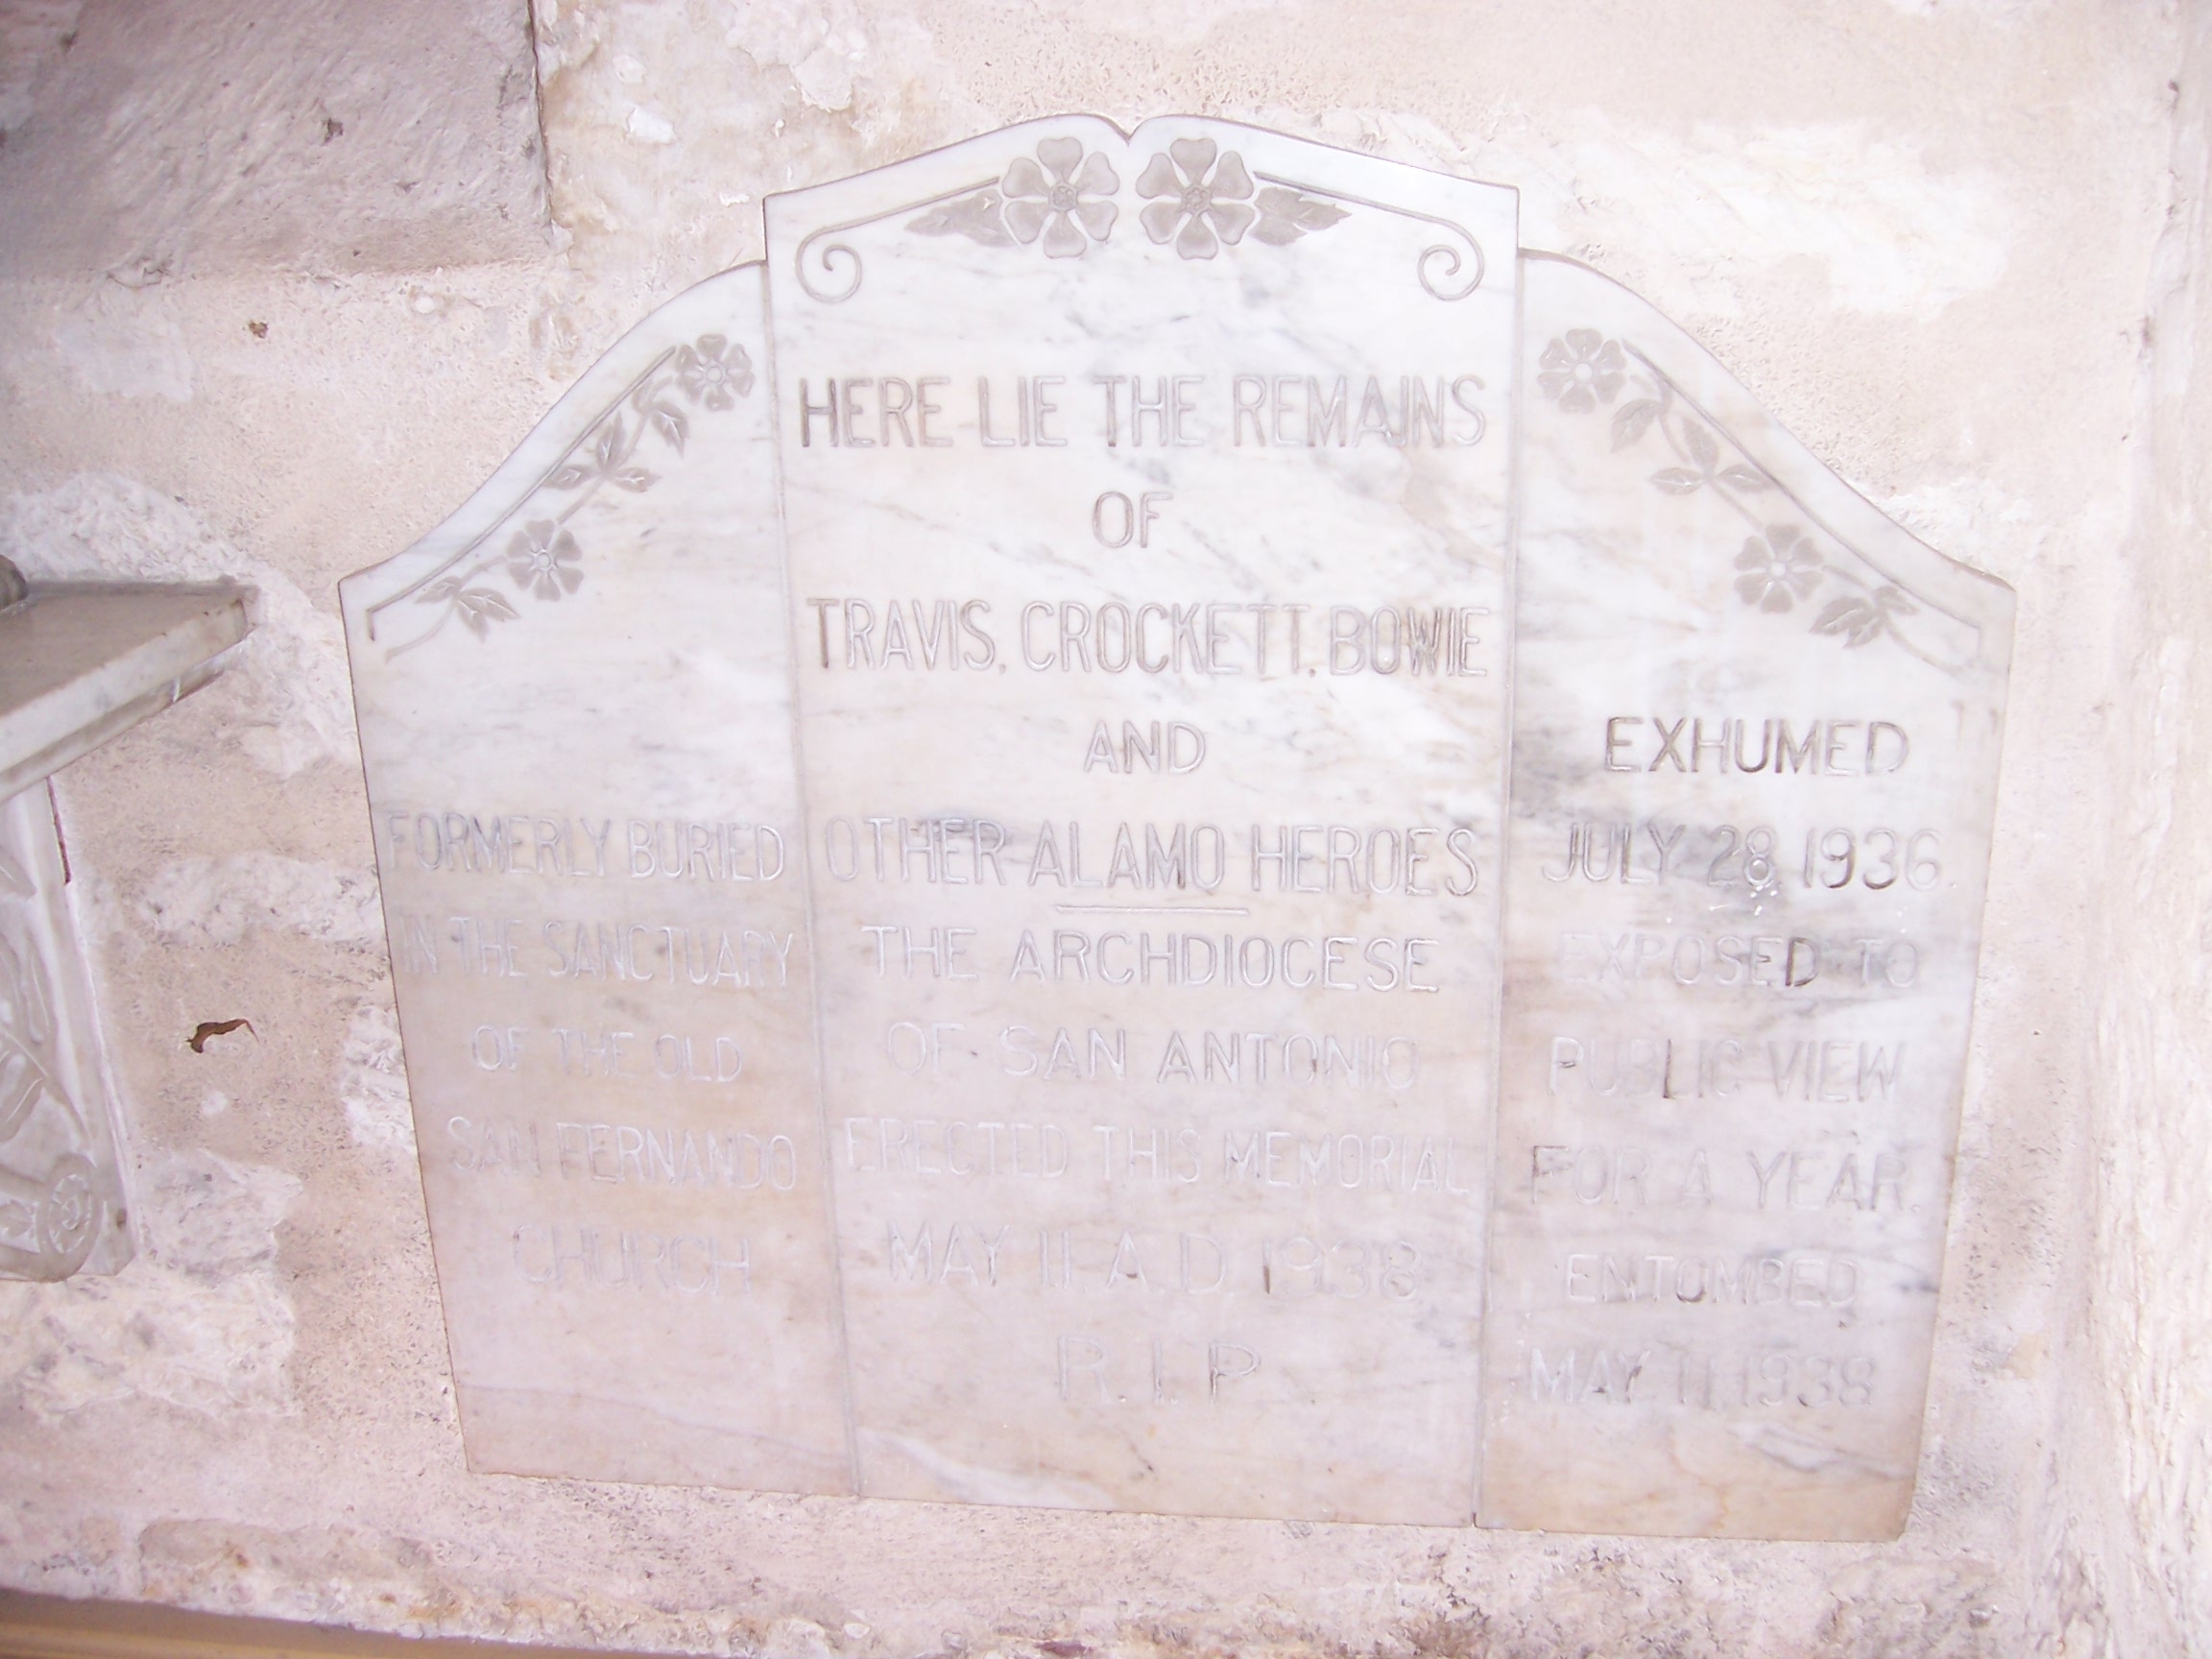 HERE LIE THE REMAINS
OF
TRAVIS, CROCKETT, BOWIE
AND
OTHER ALAMO HEROES
THE ARCHDIOCESE
OF SAN ANTONIO
ERECTED THIS MEMORIAL
MAY 11, A.D. 1938
R.I.P
FORMERLY BURIED
IN THE SANCTUARY
OF THE OLD
SAN FERNANDO
CHURCH
EXHUMED
JULY 28, 1936
EXPOSED TO
PUBLIC VIEW
FOR A YEAR.
ENTOMBED
MAY 11, 1938